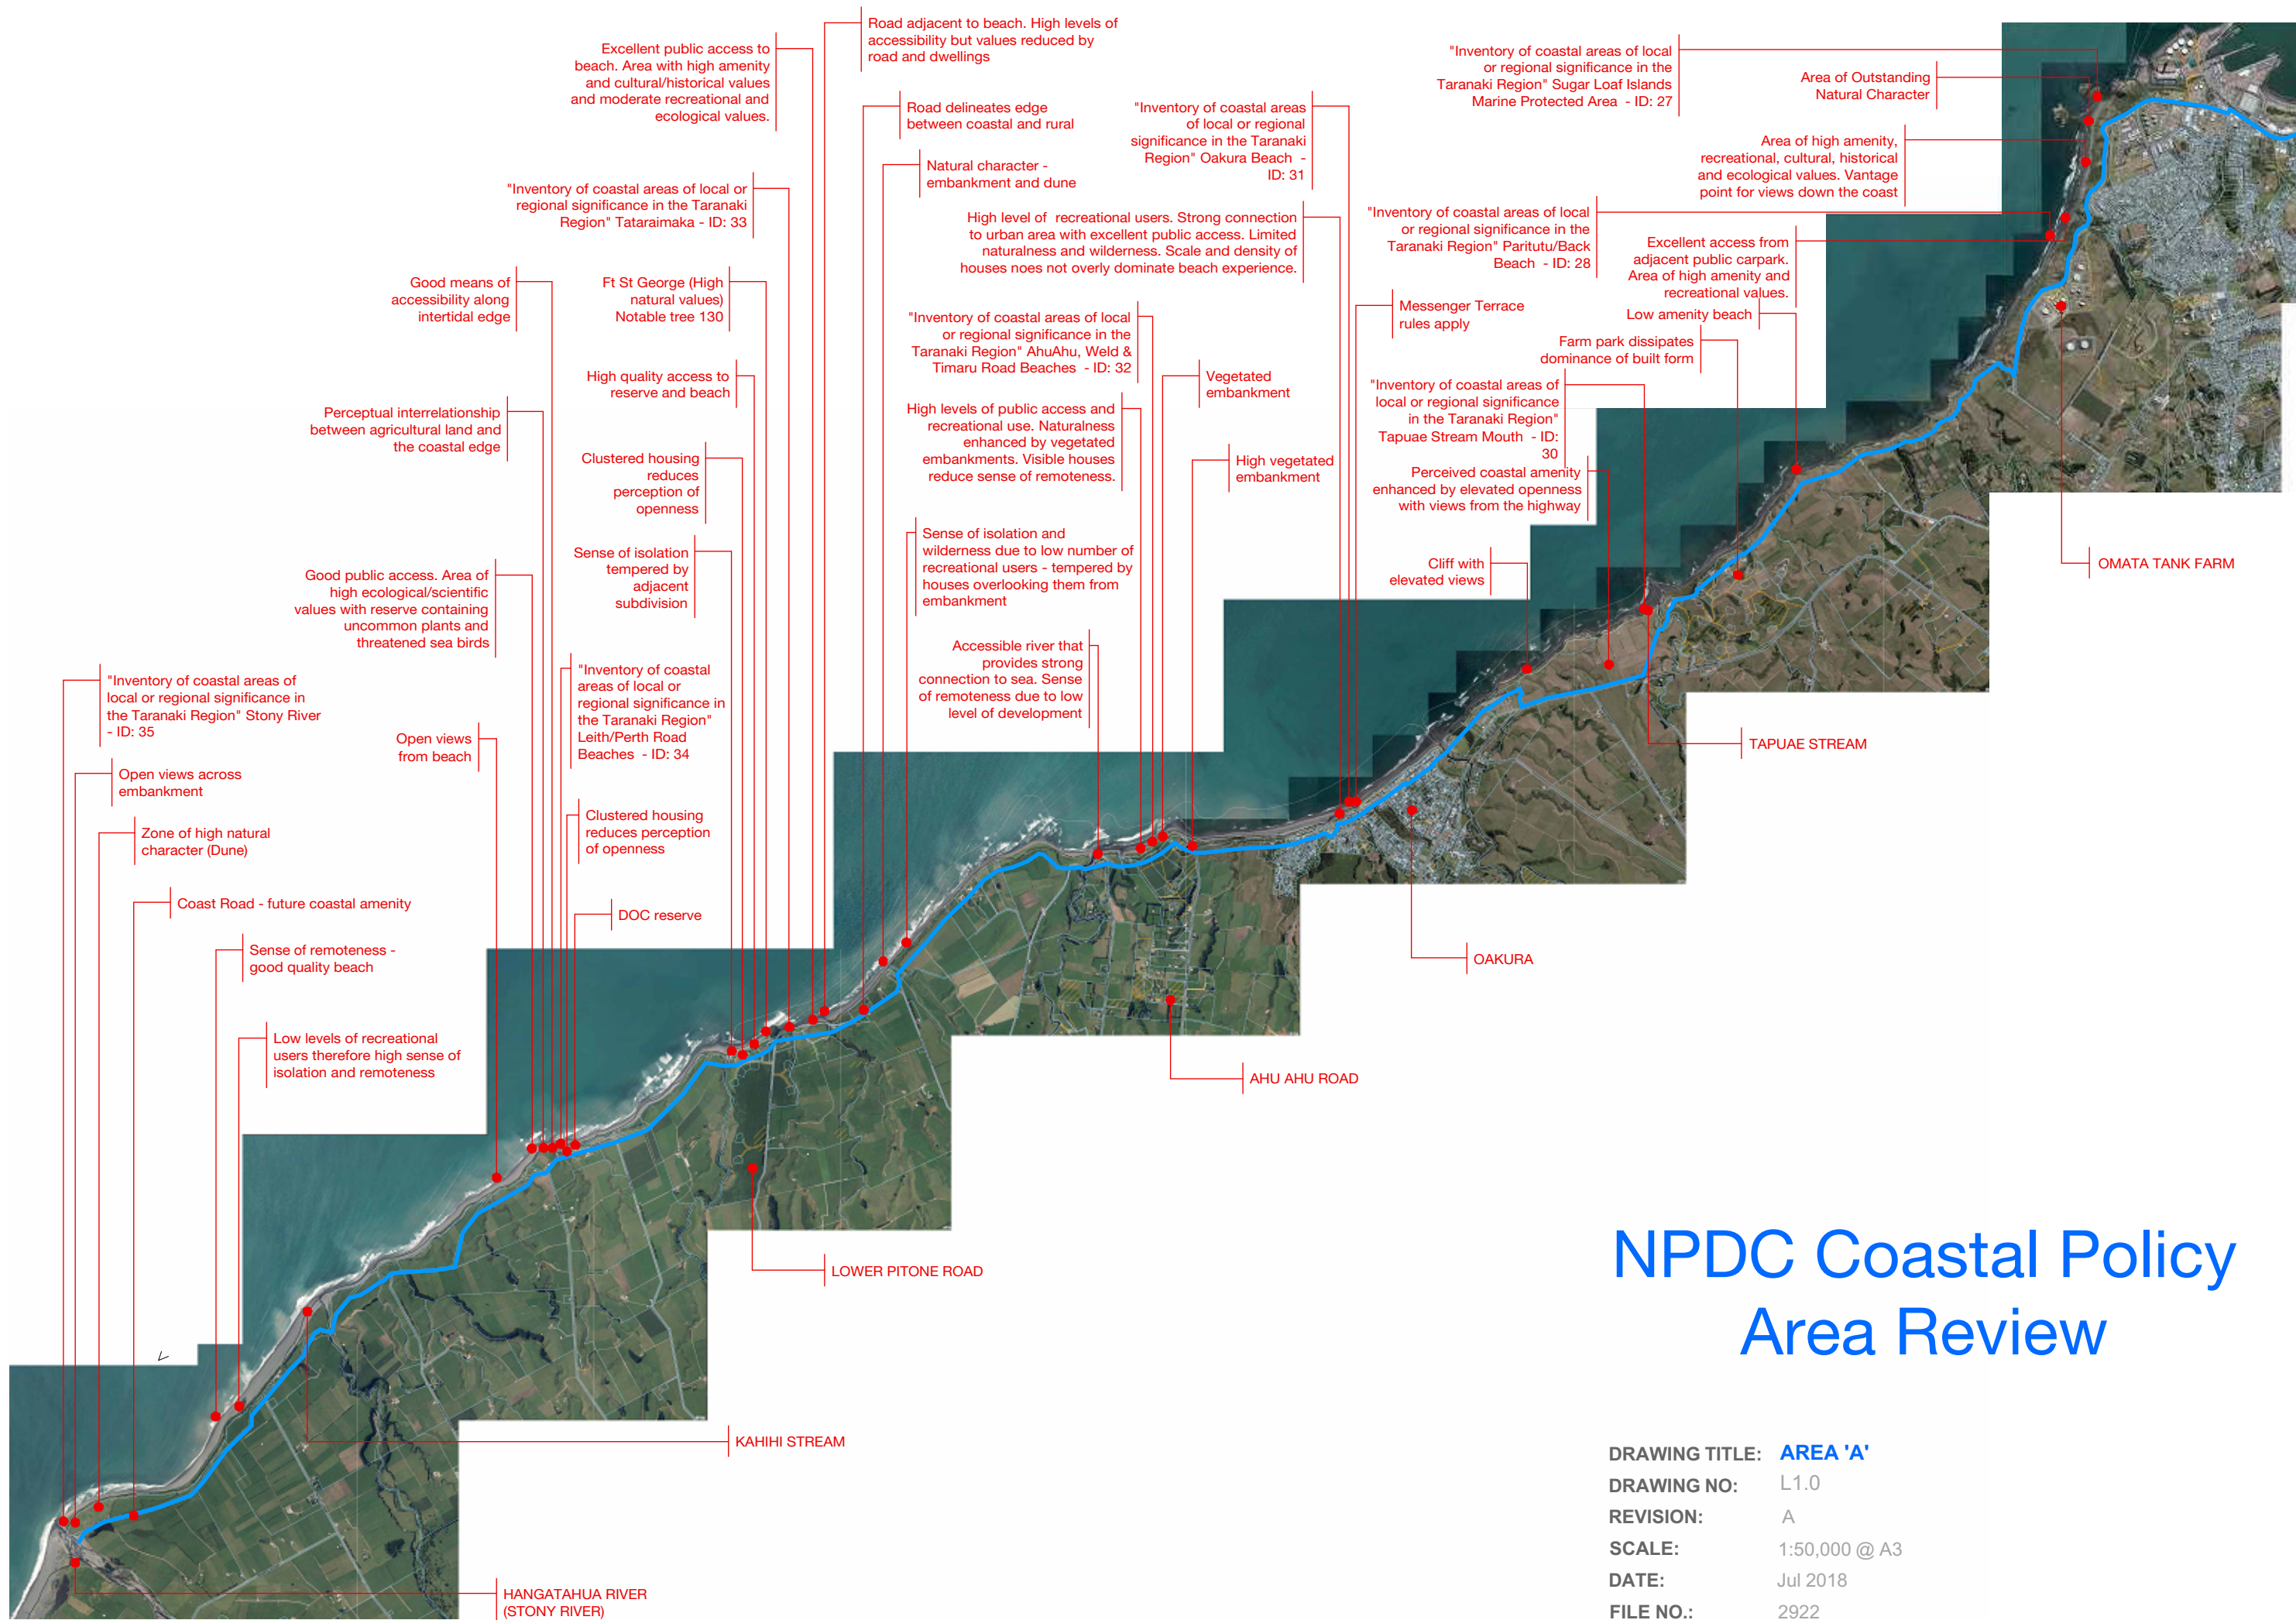 Road adjacent to beach. High levels of
accessibility but values reduced by
road and dwellings
Excellent public access to
beach. Area with high amenity
and cultural/historical values
and moderate recreational and
ecological values.
"Inventory of coastal areas of local
or regional significance in the
Taranaki Region" Sugar Loaf Islands
Marine Protected Area - ID: 27
Area of Outstanding
Natural Character
Road delineates edge
between coastal and rural
"Inventory of coastal areas
of local or regional
significance in the Taranaki
Region" Oakura Beach -
ID: 31
Area of high amenity,
recreational, cultural, historical
and ecological values. Vantage
point for views down the coast
Natural character -
embankment and dune
"Inventory of coastal areas of local or
regional significance in the Taranaki
Region" Tataraimaka - ID: 33
High level of recreational users. Strong connection
to urban area with excellent public access. Limited
naturalness and wilderness. Scale and density of
houses noes not overly dominate beach experience.
"Inventory of coastal areas of local
or regional significance in the
Taranaki Region" Paritutu/Back
Beach - ID: 28
Excellent access from
adjacent public carpark.
Area of high amenity and
recreational values.
Good means of
accessibility along
intertidal edge
Ft St George (High
natural values)
Notable tree 130
Messenger Terrace
rules apply
Low amenity beach
"Inventory of coastal areas of local
or regional significance in the
Taranaki Region" AhuAhu, Weld &
Timaru Road Beaches - ID: 32
Farm park dissipates
dominance of built form
High quality access to
reserve and beach
Vegetated
embankment
"Inventory of coastal areas of
local or regional significance
in the Taranaki Region"
Tapuae Stream Mouth - ID:
30
Perceptual interrelationship
between agricultural land and
the coastal edge
High levels of public access and
recreational use. Naturalness
enhanced by vegetated
embankments. Visible houses
reduce sense of remoteness.
Clustered housing
reduces
perception of
openness
High vegetated
embankment
Perceived coastal amenity
enhanced by elevated openness
with views from the highway
Sense of isolation
tempered by
adjacent
subdivision
Sense of isolation and
wilderness due to low number of
recreational users - tempered by
houses overlooking them from
embankment
Cliff with
elevated views
OMATA TANK FARM
Good public access. Area of
high ecological/scientific
values with reserve containing
uncommon plants and
threatened sea birds
Accessible river that
provides strong
connection to sea. Sense
of remoteness due to low
level of development
"Inventory of coastal areas of
local or regional significance in
the Taranaki Region" Stony River
- ID: 35
"Inventory of coastal
areas of local or
regional significance in
the Taranaki Region"
Leith/Perth Road
Beaches - ID: 34
Open views
from beach
TAPUAE STREAM
Open views across
embankment
Zone of high natural
character (Dune)
Clustered housing
reduces perception
of openness
Coast Road - future coastal amenity
DOC reserve
Sense of remoteness -
good quality beach
OAKURA
Low levels of recreational
users therefore high sense of
isolation and remoteness
AHU AHU ROAD
LOWER PITONE ROAD
KAHIHI STREAM
HANGATAHUA RIVER
(STONY RIVER)
NPDC Coastal Policy
Area Review
DRAWING TITLE: AREA 'A'
DRAWING NO: L1.0
REVISION: A
SCALE: 1:50,000 @ A3
DATE: Jul 2018
FILE NO.: 2922